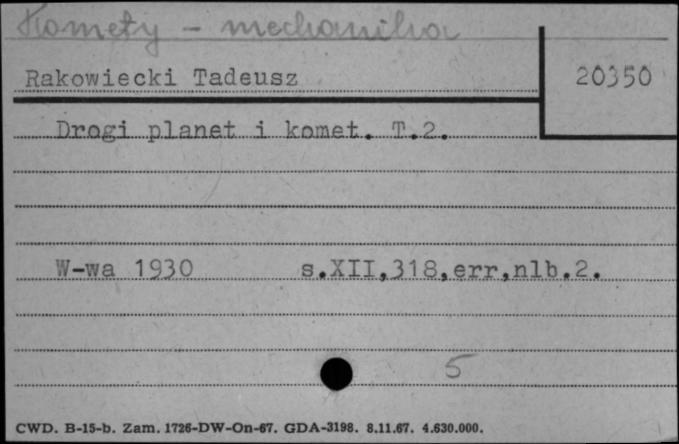 Komety - mechanika
Rakowiecki Tadeusz
20350
Drogi planet i komet. T.2.
W-wa 1930 s.XII,318,err,nlb.2.
5
CWD. B-15-b. Zam. 1726-DW-On-67. GDA-3198. 8.11.67. 4.630.000.